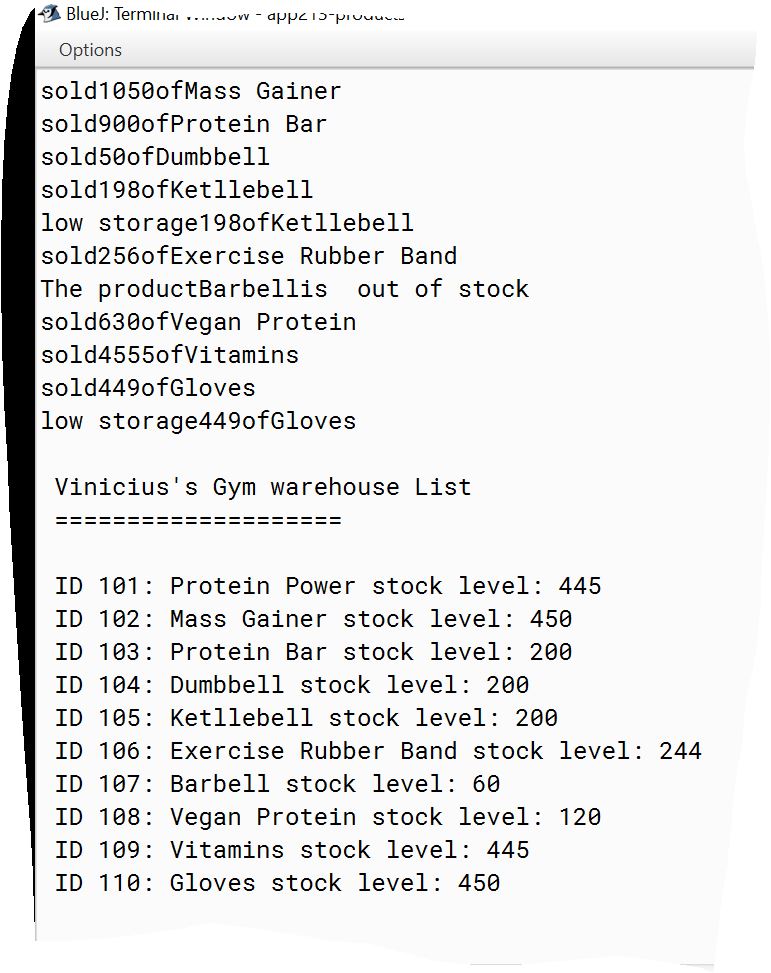 BlueJ: Terminal Window - app213-products
Options
sold1050ofMass Gainer
sold900ofProtein Bar
sold50ofDumbbell
sold198ofKetllebell
low storage198ofKetllebell
sold256ofExercise Rubber Band
The productBarbellis  out of stock
sold630ofVegan Protein
sold4555ofVitamins
sold449ofGloves
low storage449ofGloves
Vinicius's Gym warehouse List
====================
ID 101: Protein Power stock level: 445
ID 102: Mass Gainer stock level: 450
ID 103: Protein Bar stock level: 200
ID 104: Dumbbell stock level: 200
ID 105: Ketllebell stock level: 200
ID 106: Exercise Rubber Band stock level: 244
ID 107: Barbell stock level: 60
ID 108: Vegan Protein stock level: 120
ID 109: Vitamins stock level: 445
ID 110: Gloves stock level: 450